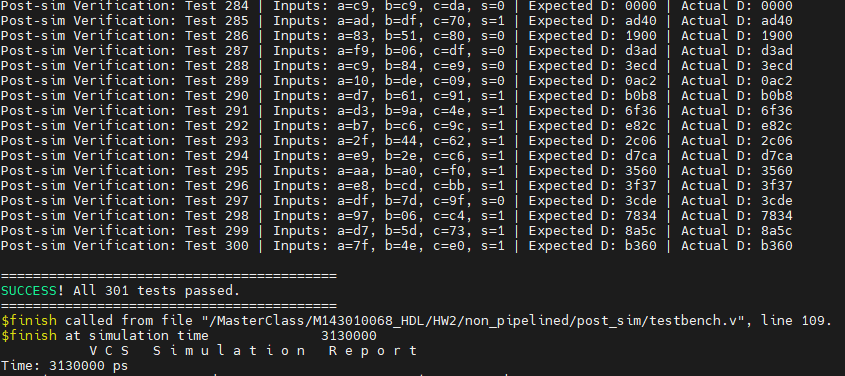 Post-sim Verification: Test 284 | Inputs: a=c9, b=c9, c=da, s=0 | Expected D: 0000 | Actual D: 0000
Post-sim Verification: Test 285 | Inputs: a=ad, b=df, c=70, s=1 | Expected D: ad40 | Actual D: ad40
Post-sim Verification: Test 286 | Inputs: a=83, b=51, c=80, s=0 | Expected D: 1900 | Actual D: 1900
Post-sim Verification: Test 287 | Inputs: a=f9, b=06, c=df, s=0 | Expected D: d3ad | Actual D: d3ad
Post-sim Verification: Test 288 | Inputs: a=c9, b=84, c=e9, s=0 | Expected D: 3ecd | Actual D: 3ecd
Post-sim Verification: Test 289 | Inputs: a=10, b=de, c=09, s=0 | Expected D: 0ac2 | Actual D: 0ac2
Post-sim Verification: Test 290 | Inputs: a=d7, b=61, c=91, s=1 | Expected D: b0b8 | Actual D: b0b8
Post-sim Verification: Test 291 | Inputs: a=d3, b=9a, c=4e, s=1 | Expected D: 6f36 | Actual D: 6f36
Post-sim Verification: Test 292 | Inputs: a=b7, b=c6, c=9c, s=1 | Expected D: e82c | Actual D: e82c
Post-sim Verification: Test 293 | Inputs: a=2f, b=44, c=62, s=1 | Expected D: 2c06 | Actual D: 2c06
Post-sim Verification: Test 294 | Inputs: a=e9, b=2e, c=c6, s=1 | Expected D: d7ca | Actual D: d7ca
Post-sim Verification: Test 295 | Inputs: a=aa, b=a0, c=f0, s=1 | Expected D: 3560 | Actual D: 3560
Post-sim Verification: Test 296 | Inputs: a=e8, b=cd, c=bb, s=1 | Expected D: 3f37 | Actual D: 3f37
Post-sim Verification: Test 297 | Inputs: a=df, b=7d, c=9f, s=0 | Expected D: 3cde | Actual D: 3cde
Post-sim Verification: Test 298 | Inputs: a=97, b=06, c=c4, s=1 | Expected D: 7834 | Actual D: 7834
Post-sim Verification: Test 299 | Inputs: a=d7, b=5d, c=73, s=1 | Expected D: 8a5c | Actual D: 8a5c
Post-sim Verification: Test 300 | Inputs: a=7f, b=4e, c=e0, s=1 | Expected D: b360 | Actual D: b360
==========================================
SUCCESS! All 301 tests passed.
==========================================
$finish called from file "/MasterClass/M143010068_HDL/HW2/non_pipelined/post_sim/testbench.v", line 109.
$finish at simulation time 3130000
V C S S i m u l a t i o n R e p o r t
Time: 3130000 ps